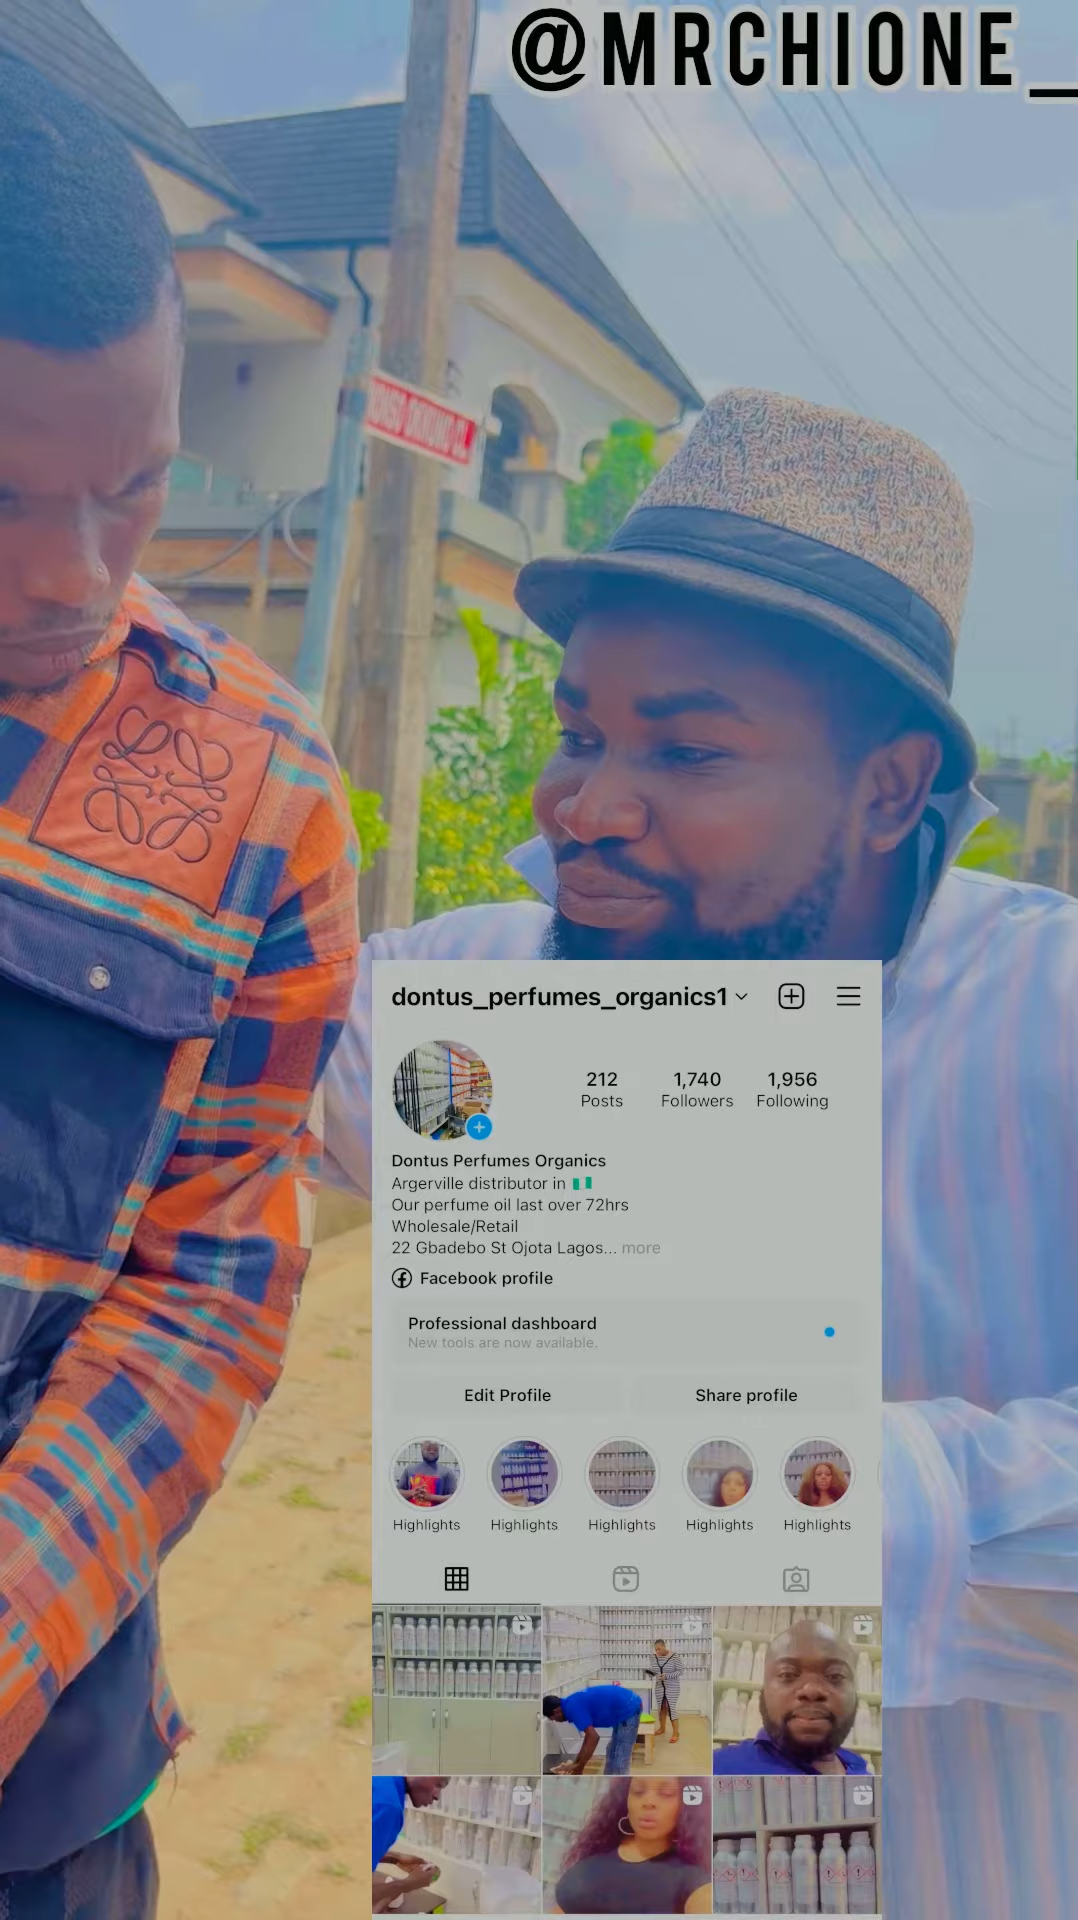 @MRCHIONE_
dontus_perfumes_organics1
212
Posts
1,740
Followers
1,956
Following
Dontus Perfumes Organics
Argerville distributor in 🇳🇬
Our perfume oil last over 72hrs
Wholesale/Retail
22 Gbadebo St Ojota Lagos... more
Facebook profile
Professional dashboard
New tools are now available.
Edit Profile
Share profile
Highlights
Highlights
Highlights
Highlights
Highlights